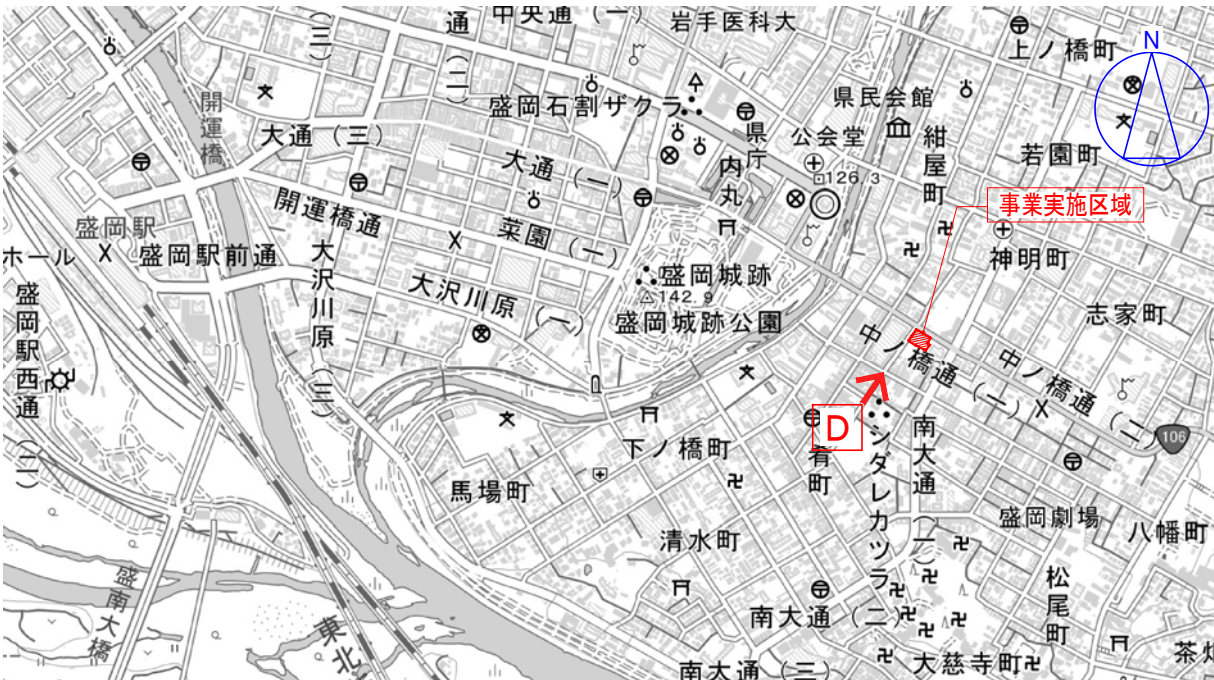 中央通(一)
岩手医科大
上ノ橋町
N
(三)
通(二)
盛岡石割ザクラ
県民会館
開運橋
大通(三)
県庁
公会堂
紺屋町
若園町
大通(一)
内丸
126.3
事業実施区域
開運橋通
菜園(一)
盛岡駅
盛岡駅前通
ホール
大沢川原(三)
大沢川原(一)
盛岡城跡
142.9
盛岡城跡公園
神明町
志家町
盛岡駅西通(二)
中ノ橋通(一)
中ノ橋通(二)
106
D
下ノ橋町
肴町
シダレカツラ
南大通(一)
馬場町
清水町
盛岡劇場
八幡町
盛南大橋
南大通(二)
松尾町
東北
南大通(三)
大慈寺町
茶畑